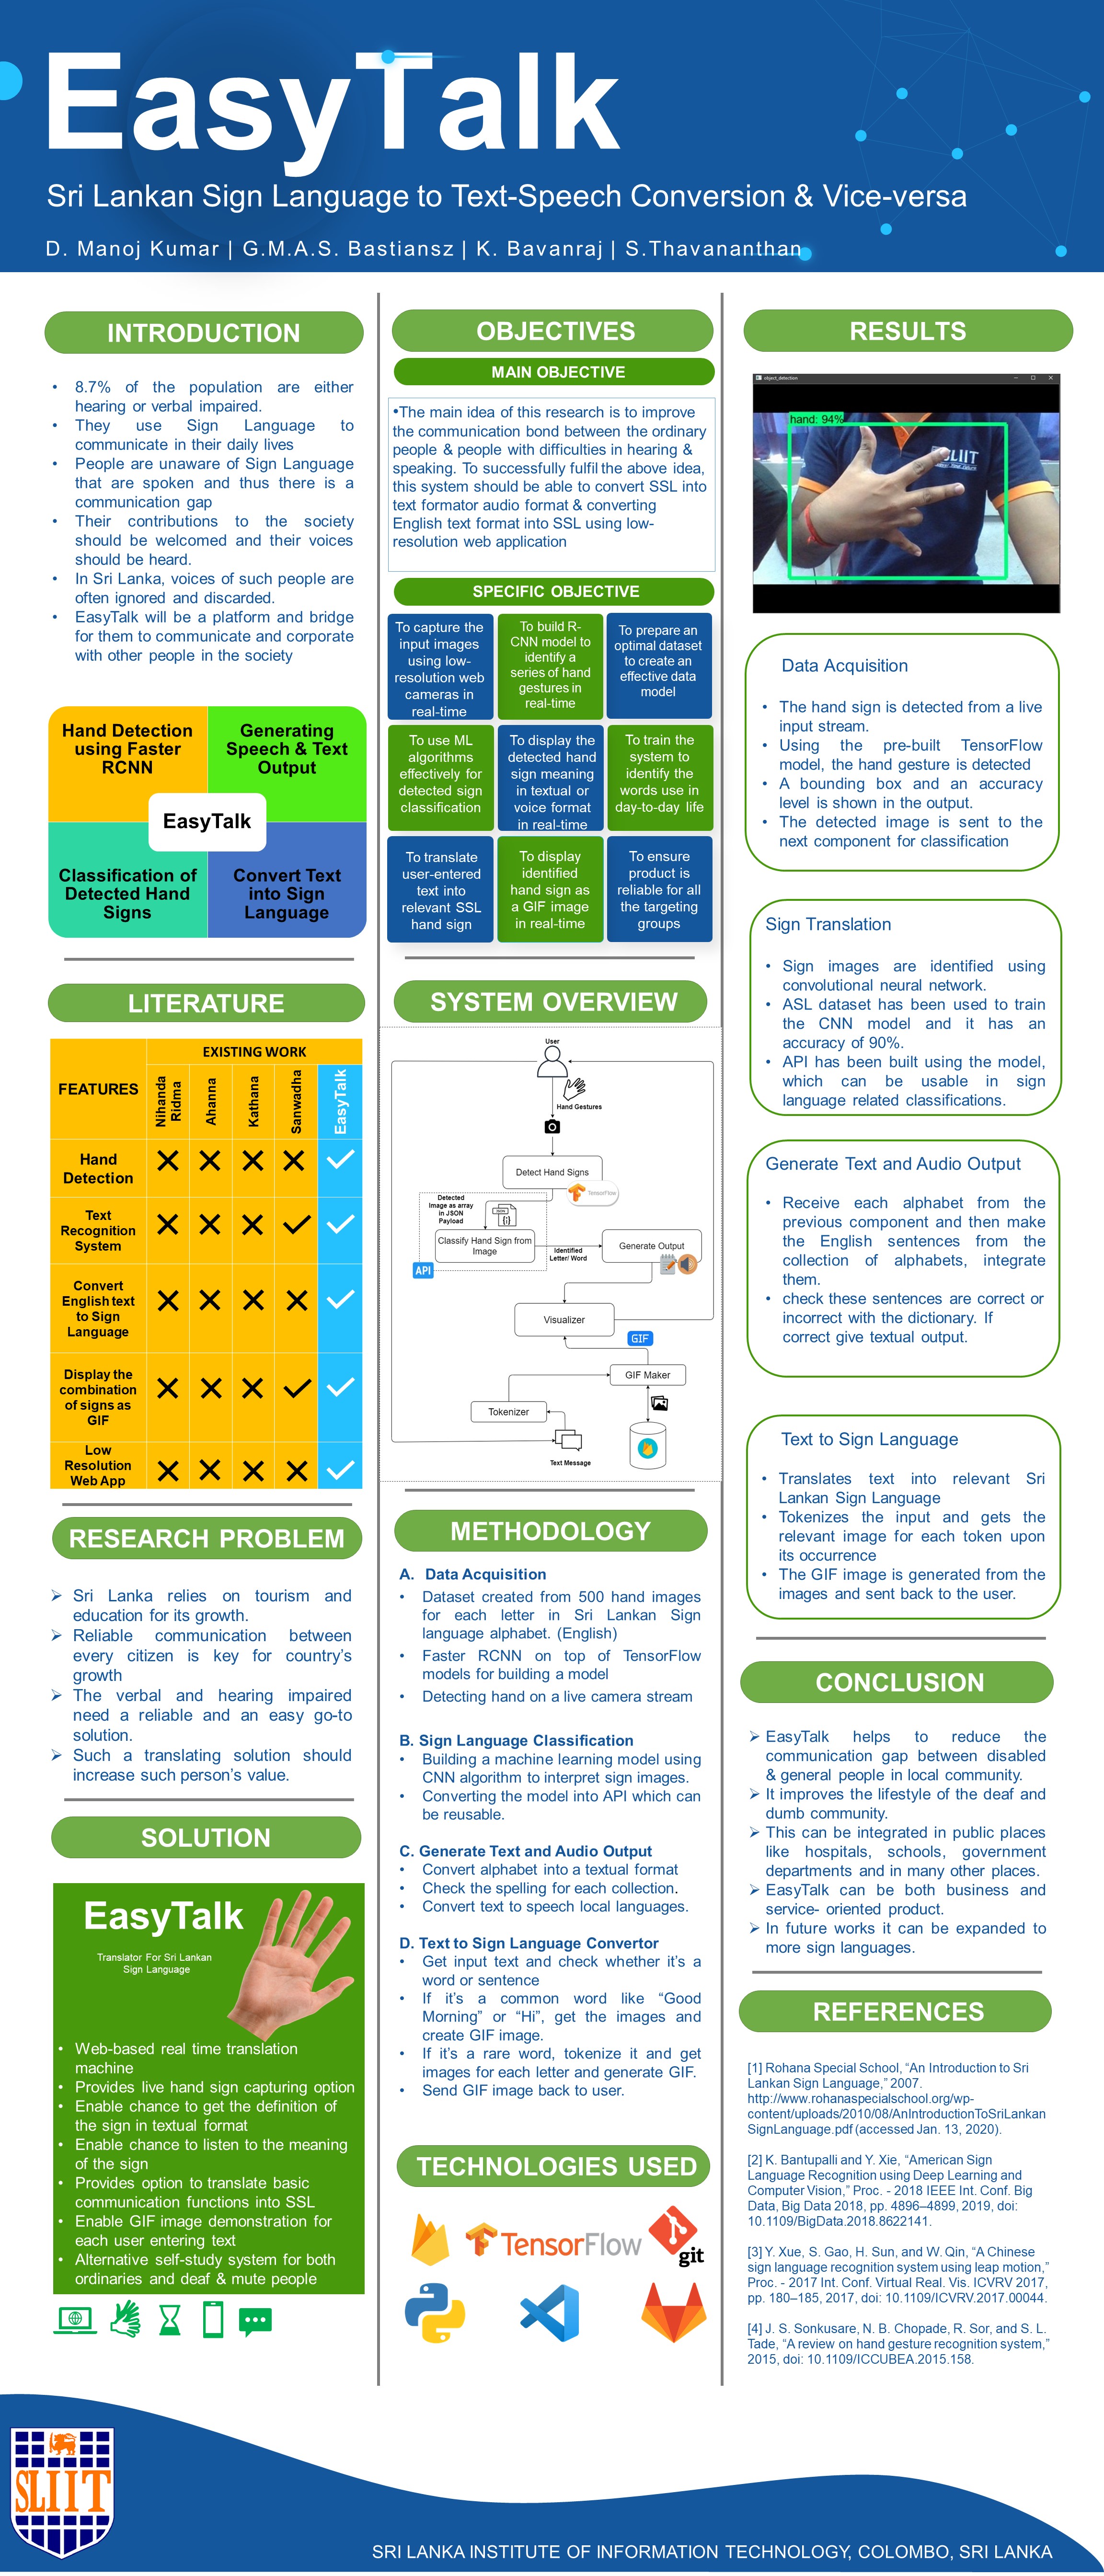 EasyTalk
Sri Lankan Sign Language to Text-Speech Conversion & Vice-versa
D. Manoj Kumar | G.M.A.S. Bastiansz | K. Bavanraj | S.Thavananthan
INTRODUCTION
• 8.7% of the population are either
hearing or verbal impaired.
• They use Sign Language to
communicate in their daily lives
• People are unaware of Sign Language
that are spoken and thus there is a
communication gap
• Their contributions to the society
should be welcomed and their voices
should be heard.
• In Sri Lanka, voices of such people are
often ignored and discarded.
• EasyTalk will be a platform and bridge
for them to communicate and corporate
with other people in the society
Hand Detection
using Faster
RCNN
Generating
Speech & Text
Output
EasyTalk
Classification of
Detected Hand
Signs
Convert Text
into Sign
Language
LITERATURE
FEATURES
EXISTING WORK
Nihanda
Ridma
Ahanna
Kathana
Sanwadha
EasyTalk
Hand
Detection
Text
Recognition
System
Convert
English text
to Sign
Language
Display the
combination
of signs as
GIF
Low
Resolution
Web App
RESEARCH PROBLEM
➢ Sri Lanka relies on tourism and
education for its growth.
➢ Reliable communication between
every citizen is key for country's
growth
➢ The verbal and hearing impaired
need a reliable and an easy go-to
solution.
➢ Such a translating solution should
increase such person's value.
SOLUTION
EasyTalk
Translator For Sri Lankan
Sign Language
• Web-based real time translation
machine
• Provides live hand sign capturing option
• Enable chance to get the definition of
the sign in textual format
• Enable chance to listen to the meaning
of the sign
• Provides option to translate basic
communication functions into SSL
• Enable GIF image demonstration for
each user entering text
• Alternative self-study system for both
ordinaries and deaf & mute people
OBJECTIVES
MAIN OBJECTIVE
•The main idea of this research is to improve
the communication bond between the ordinary
people & people with difficulties in hearing &
speaking. To successfully fulfil the above idea,
this system should be able to convert SSL into
text formator audio format & converting
English text format into SSL using low-
resolution web application
SPECIFIC OBJECTIVE
To capture the
input images
using low-
resolution web
cameras in
real-time
To build R-
CNN model to
identify a
series of hand
gestures in
real-time
To prepare an
optimal dataset
to create an
effective data
model
To use ML
algorithms
effectively for
detected sign
classification
To display the
detected hand
sign meaning
in textual or
voice format
in real-time
To train the
system to
identify the
words use in
day-to-day life
To translate
user-entered
text into
relevant SSL
hand sign
To display
identified
hand sign as
a GIF image
in real-time
To ensure
product is
reliable for all
the targeting
groups
SYSTEM OVERVIEW
User
Hand Gestures
Detect Hand Signs
TensorFlow
Detected
Image as array
in JSON
Payload
Classify Hand Sign from
Image
API
Identified
Letter/ Word
Generate Output
Visualizer
GIF
GIF Maker
Tokenizer
Text Message
METHODOLOGY
A. Data Acquisition
• Dataset created from 500 hand images
for each letter in Sri Lankan Sign
language alphabet. (English)
• Faster RCNN on top of TensorFlow
models for building a model
• Detecting hand on a live camera stream
B. Sign Language Classification
• Building a machine learning model using
CNN algorithm to interpret sign images.
• Converting the model into API which can
be reusable.
C. Generate Text and Audio Output
• Convert alphabet into a textual format
• Check the spelling for each collection.
• Convert text to speech local languages.
D. Text to Sign Language Convertor
• Get input text and check whether it's a
word or sentence
• If it's a common word like “Good
Morning” or “Hi”, get the images and
create GIF image.
• If it's a rare word, tokenize it and get
images for each letter and generate GIF.
• Send GIF image back to user.
TECHNOLOGIES USED
TensorFlow
git
RESULTS
object_detection
hand: 94%
SLIIT
Data Acquisition
• The hand sign is detected from a live
input stream.
• Using the pre-built TensorFlow
model, the hand gesture is detected
• A bounding box and an accuracy
level is shown in the output.
• The detected image is sent to the
next component for classification
Sign Translation
• Sign images are identified using
convolutional neural network.
• ASL dataset has been used to train
the CNN model and it has an
accuracy of 90%.
• API has been built using the model,
which can be usable in sign
language related classifications.
Generate Text and Audio Output
• Receive each alphabet from the
previous component and then make
the English sentences from the
collection of alphabets, integrate
them.
• check these sentences are correct or
incorrect with the dictionary. If
correct give textual output.
Text to Sign Language
• Translates text into relevant Sri
Lankan Sign Language
• Tokenizes the input and gets the
relevant image for each token upon
its occurrence
• The GIF image is generated from the
images and sent back to the user.
CONCLUSION
➢ EasyTalk helps to reduce the
communication gap between disabled
& general people in local community.
➢ It improves the lifestyle of the deaf and
dumb community.
➢ This can be integrated in public places
like hospitals, schools, government
departments and in many other places.
➢ EasyTalk can be both business and
service- oriented product.
➢ In future works it can be expanded to
more sign languages.
REFERENCES
[1] Rohana Special School, “An Introduction to Sri
Lankan Sign Language,” 2007.
http://www.rohanaspecialschool.org/wp-
content/uploads/2010/08/AnIntroductionToSriLankan
SignLanguage.pdf (accessed Jan. 13, 2020).
[2] K. Bantupalli and Y. Xie, “American Sign
Language Recognition using Deep Learning and
Computer Vision,” Proc. - 2018 IEEE Int. Conf. Big
Data, Big Data 2018, pp. 4896–4899, 2019, doi:
10.1109/BigData.2018.8622141.
[3] Y. Xue, S. Gao, H. Sun, and W. Qin, “A Chinese
sign language recognition system using leap motion,”
Proc. - 2017 Int. Conf. Virtual Real. Vis. ICVRV 2017,
pp. 180–185, 2017, doi: 10.1109/ICVRV.2017.00044.
[4] J. S. Sonkusare, N. B. Chopade, R. Sor, and S. L.
Tade, “A review on hand gesture recognition system,”
2015, doi: 10.1109/ICCUBEA.2015.158.
SLIIT
SRI LANKA INSTITUTE OF INFORMATION TECHNOLOGY, COLOMBO, SRI LANKA